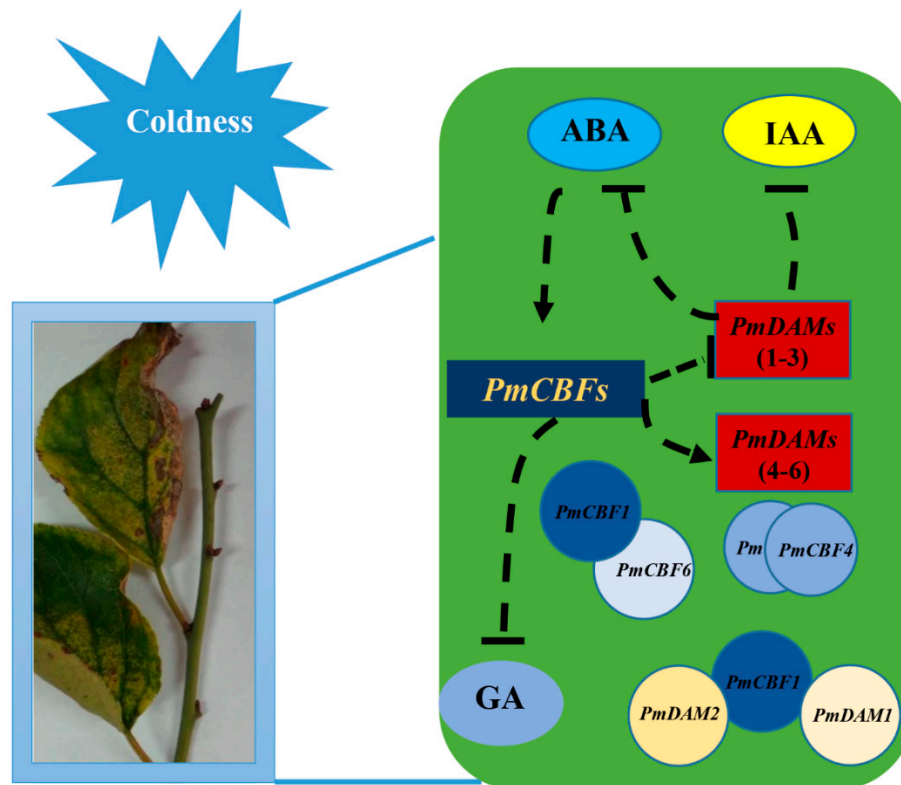 Coldness
ABA
IAA
PmDAMs
(1-3)
PmCBFs
PmDAMs
(4-6)
PmCBF1
PmCBF6
Pm
PmCBF4
GA
PmCBF1
PmDAM2
PmDAM1